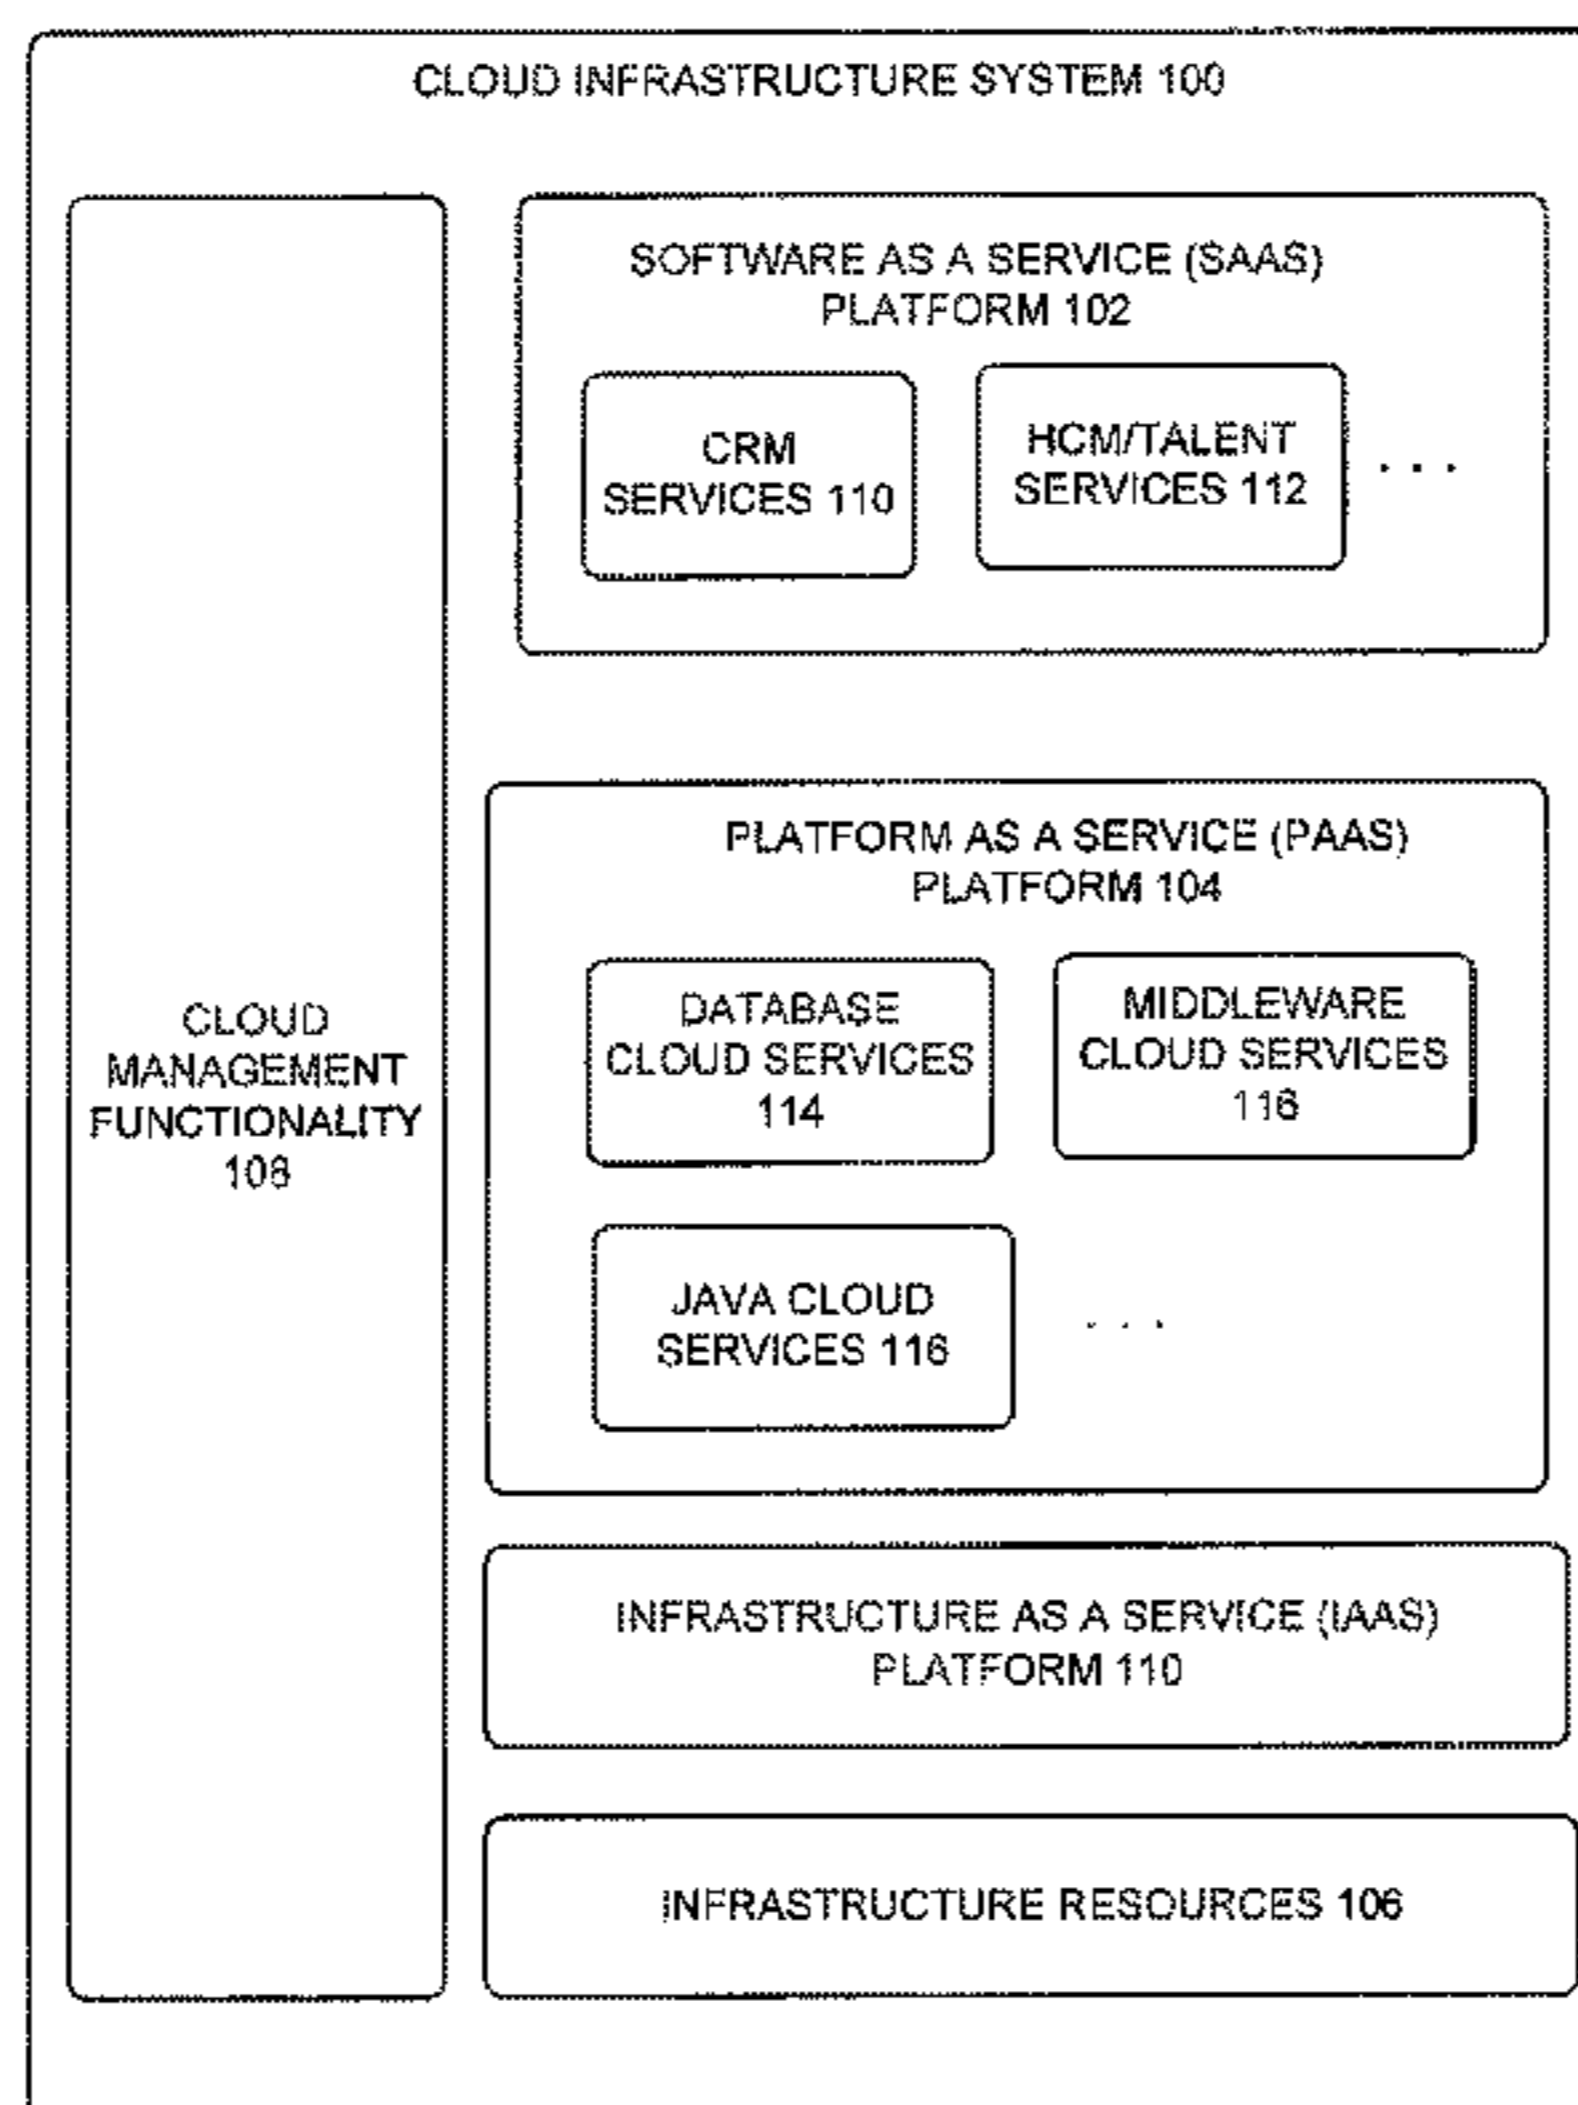 CLOUD INFRASTRUCTURE SYSTEM 100
SOFTWARE AS A SERVICE (SAAS)
PLATFORM 102
CRM
SERVICES 110
HCM/TALENT
SERVICES 112
. . .
PLATFORM AS A SERVICE (PAAS)
PLATFORM 104
DATABASE
CLOUD SERVICES
114
MIDDLEWARE
CLOUD SERVICES
116
JAVA CLOUD
SERVICES 116
. . .
CLOUD
MANAGEMENT
FUNCTIONALITY
108
INFRASTRUCTURE AS A SERVICE (IAAS)
PLATFORM 110
INFRASTRUCTURE RESOURCES 106